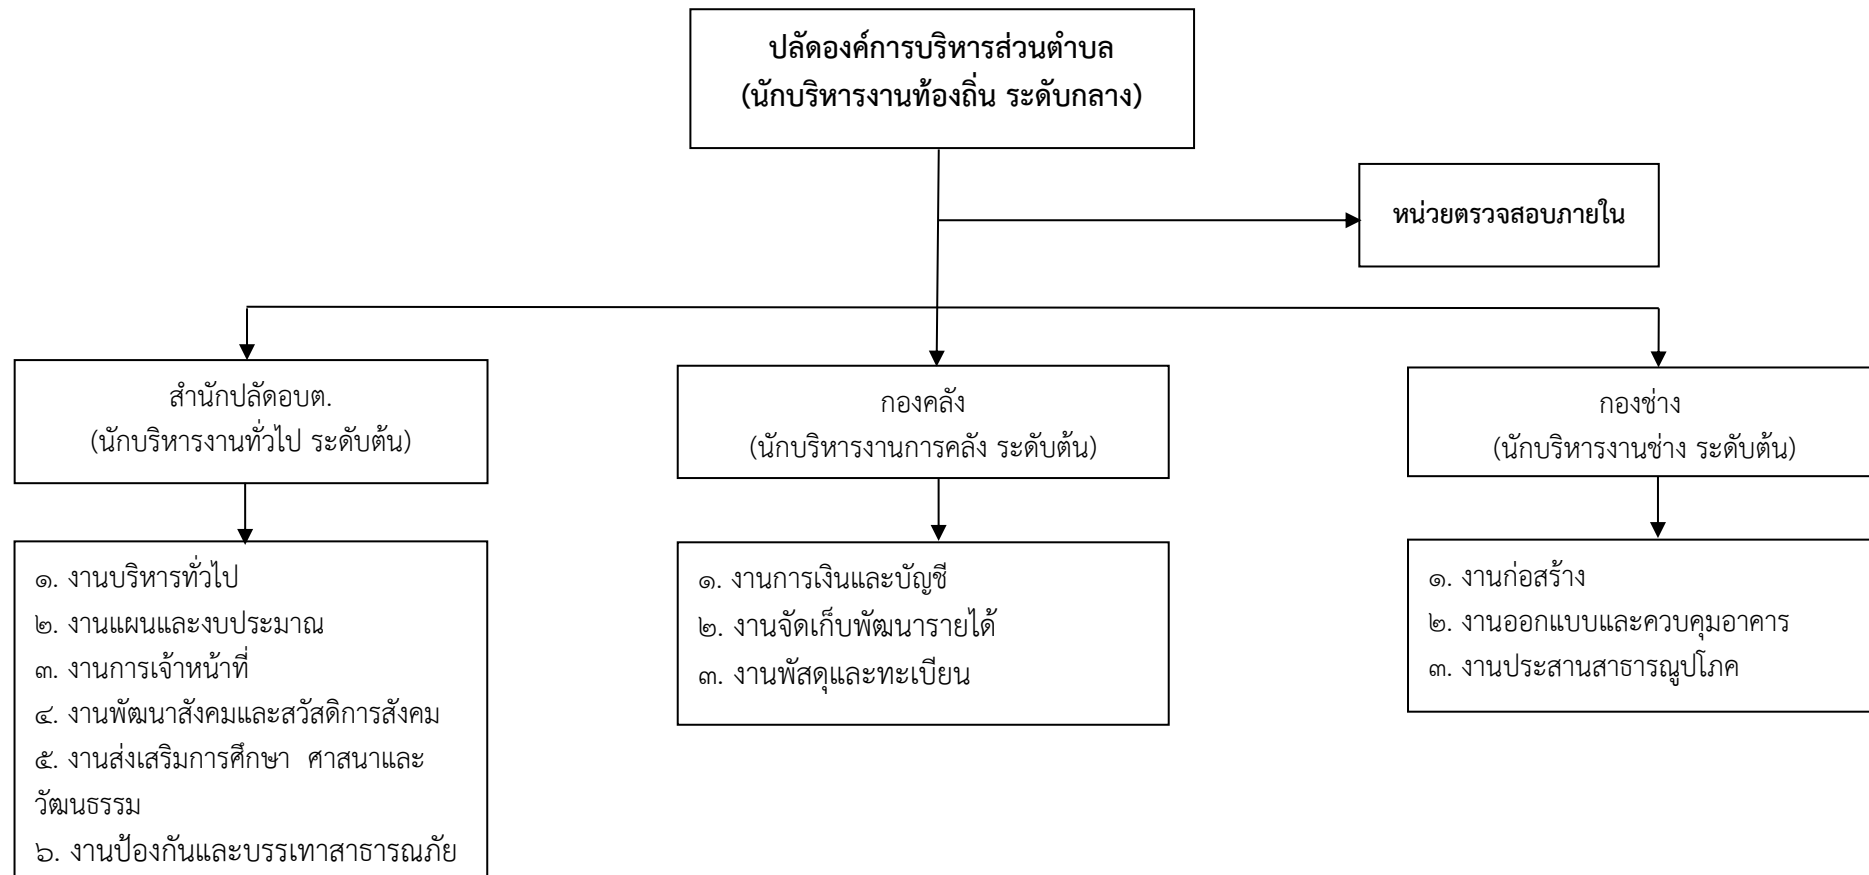 ปลัดองค์การบริหารส่วนตำบล
(นักบริหารงานท้องถิ่น ระดับกลาง)
หน่วยตรวจสอบภายใน
สำนักปลัดอบต.
(นักบริหารงานทั่วไป ระดับต้น)
กองคลัง
(นักบริหารงานการคลัง ระดับต้น)
กองช่าง
(นักบริหารงานช่าง ระดับต้น)
๑. งานบริหารทั่วไป
๒. งานแผนและงบประมาณ
๓. งานการเจ้าหน้าที่
๔. งานพัฒนาสังคมและสวัสดิการสังคม
๕. งานส่งเสริมการศึกษา ศาสนาและ
วัฒนธรรม
๖. งานป้องกันและบรรเทาสาธารณภัย
๑. งานการเงินและบัญชี
๒. งานจัดเก็บพัฒนารายได้
๓. งานพัสดุและทะเบียน
๑. งานก่อสร้าง
๒. งานออกแบบและควบคุมอาคาร
๓. งานประสานสาธารณูปโภค